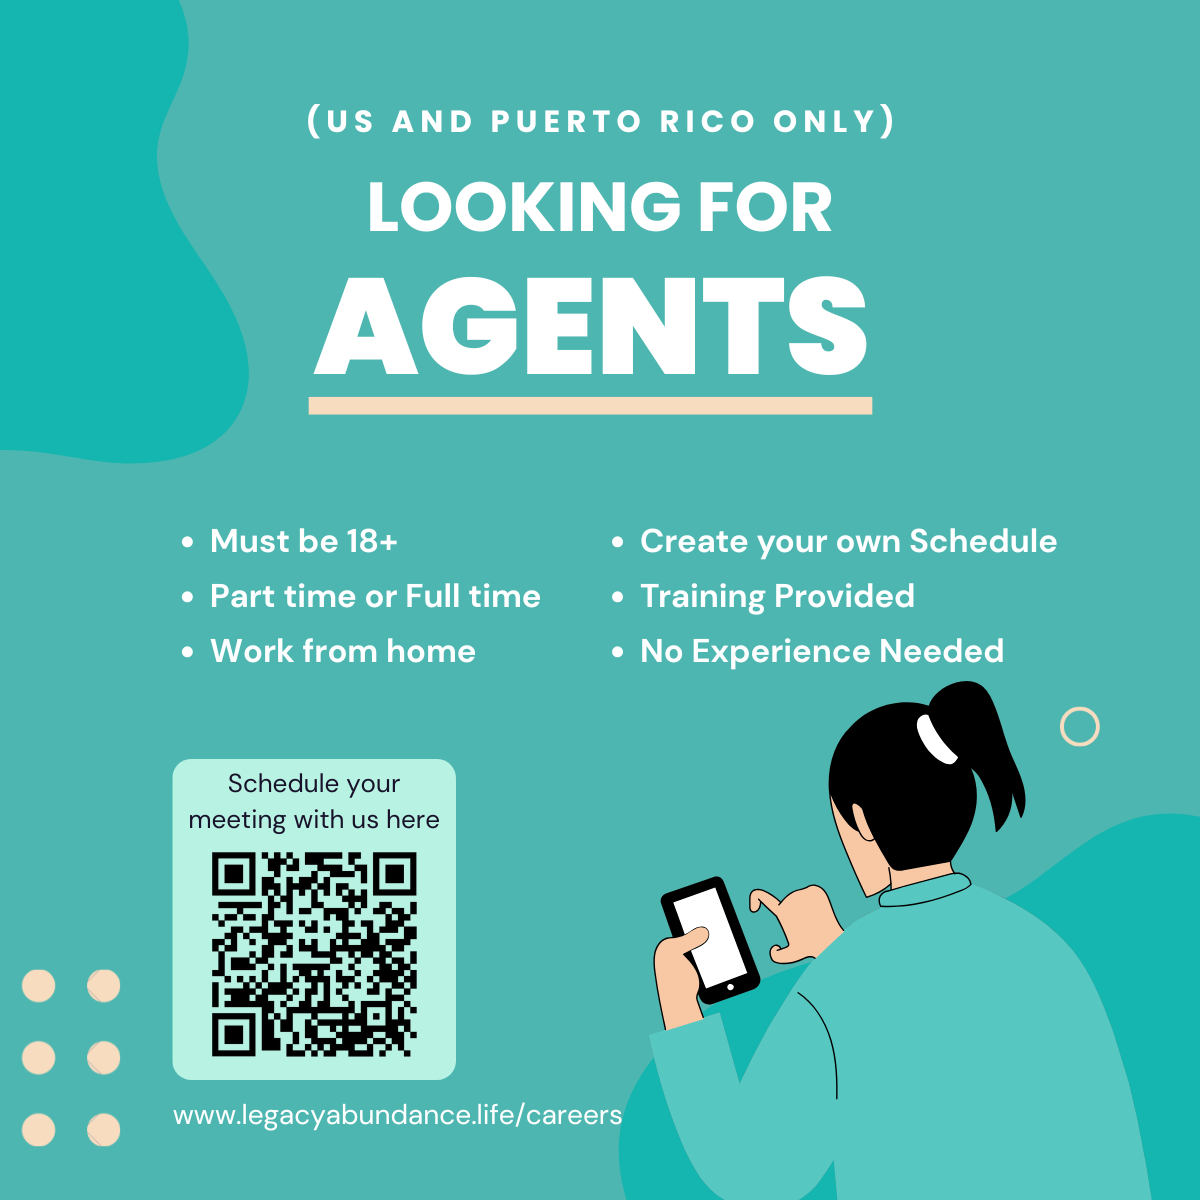 (US AND PUERTO RICO ONLY)
LOOKING FOR
AGENTS
• Must be 18+
• Part time or Full time
• Work from home
• Create your own Schedule
• Training Provided
• No Experience Needed
Schedule your
meeting with us here
www.legacyabundance.life/careers